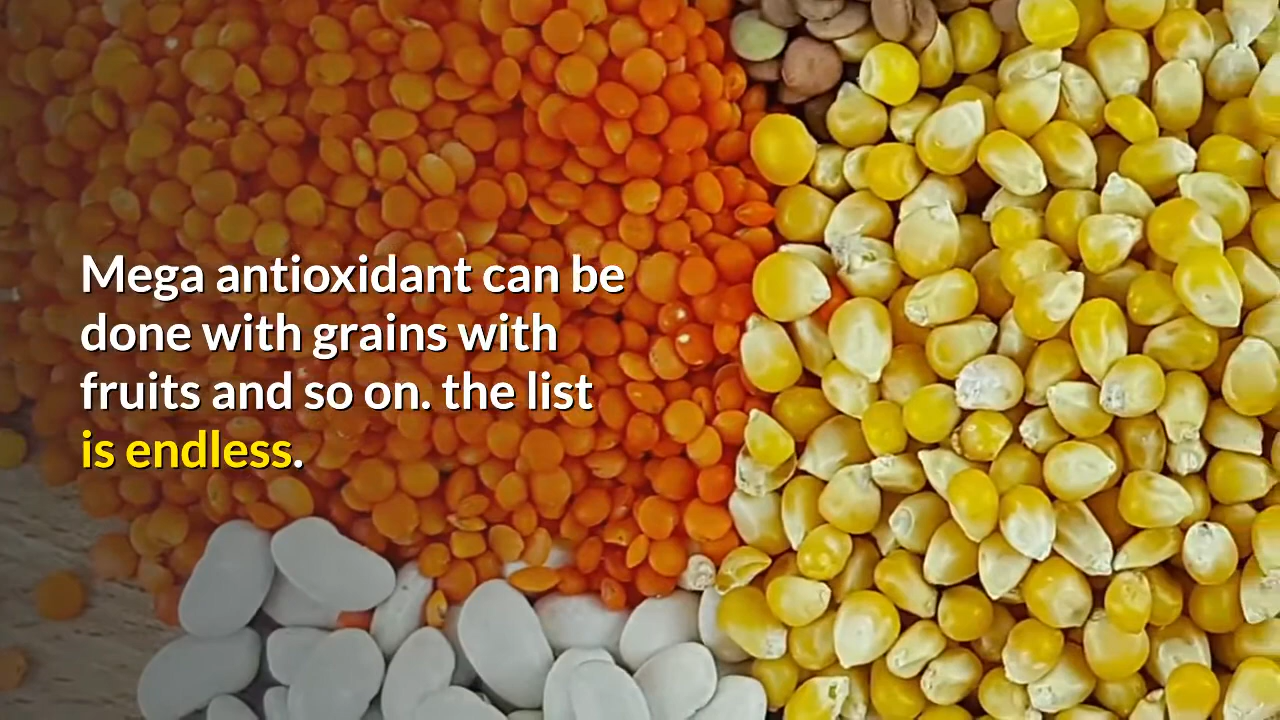 Mega antioxidant can be
done with grains with
fruits and so on. the list
is endless.